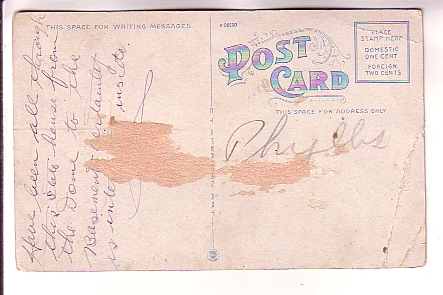 THIS SPACE FOR WRITING MESSAGES
Have been all through
this State house from
the Dome to the
Basement certainly
is inside
POST
CARD
PLACE
STAMP HERE
DOMESTIC
ONE CENT
FOREIGN
TWO CENTS
THIS SPACE FOR ADDRESS ONLY
Phyllis